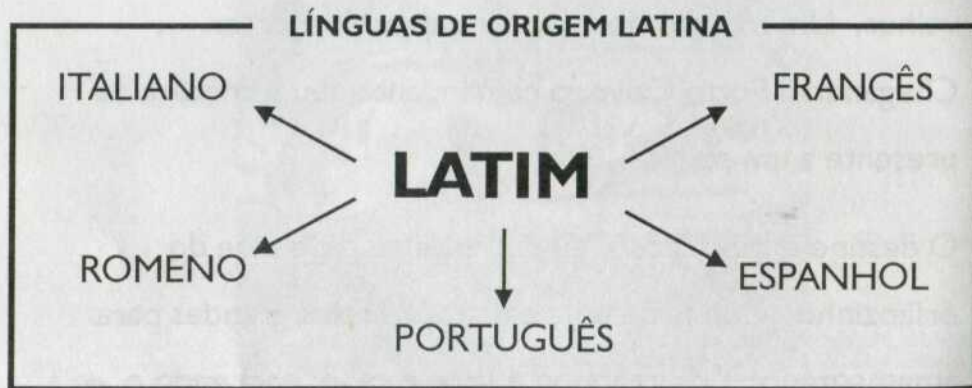 LÍNGUAS DE ORIGEM LATINA
ITALIANO
FRANCÊS
LATIM
ROMENO
ESPANHOL
PORTUGUÊS